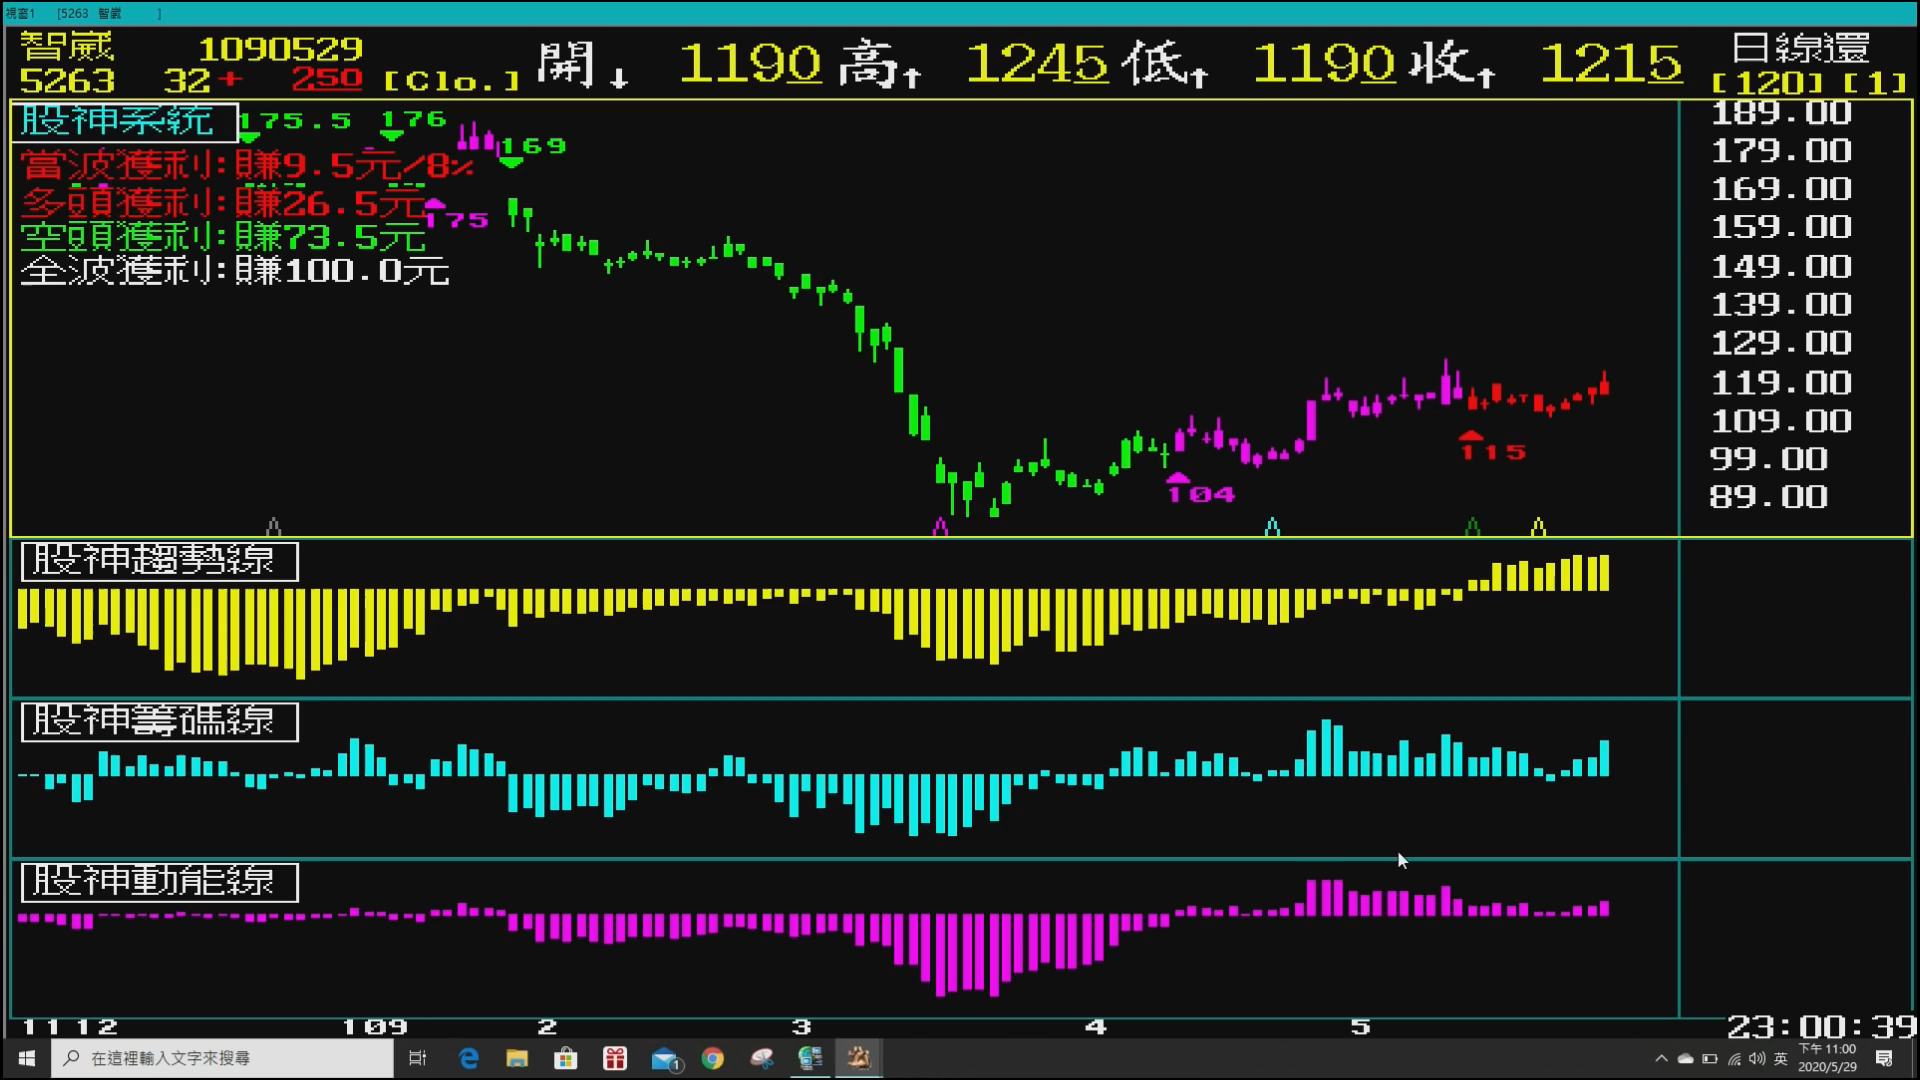 視窗1 [5263 智崴 ]
智崴 1090529
5263 32+ 250 [Clo.]
開↓ 1190 高↑ 1245 低↑ 1190 收↑ 1215
日線還
[120] [1]
股神系統
175.5
176
169
當波獲利:賺9.5元/8%
多頭獲利:賺26.5元
175
空頭獲利:賺73.5元
全波獲利:賺100.0元
104
115
189.00
179.00
169.00
159.00
149.00
139.00
129.00
119.00
109.00
99.00
89.00
股神趨勢線
股神籌碼線
股神動能線
11 12 109 2 3 4 5
23:00:39
在這裡輸入文字來搜尋
1
英
下午 11:00
2020/5/29